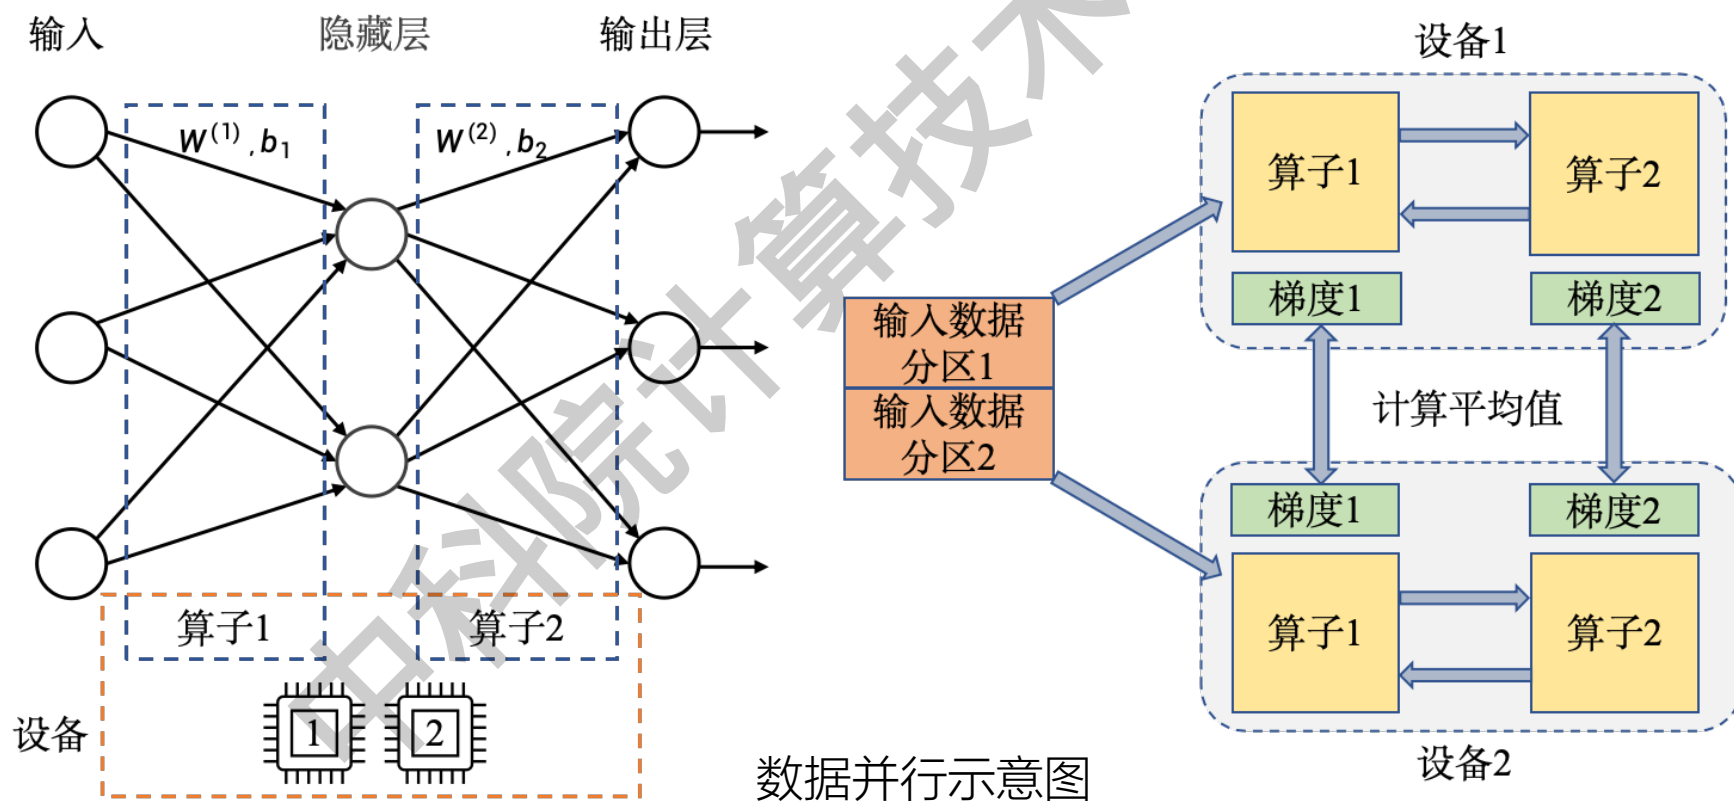 输入
隐藏层
输出层
W(1),b1
W(2),b2
算子1
算子2
设备
1
2
数据并行示意图
输入数据
分区1
输入数据
分区2
设备1
算子1
算子2
梯度1
梯度2
计算平均值
梯度1
梯度2
算子1
算子2
设备2
中科院计算技术